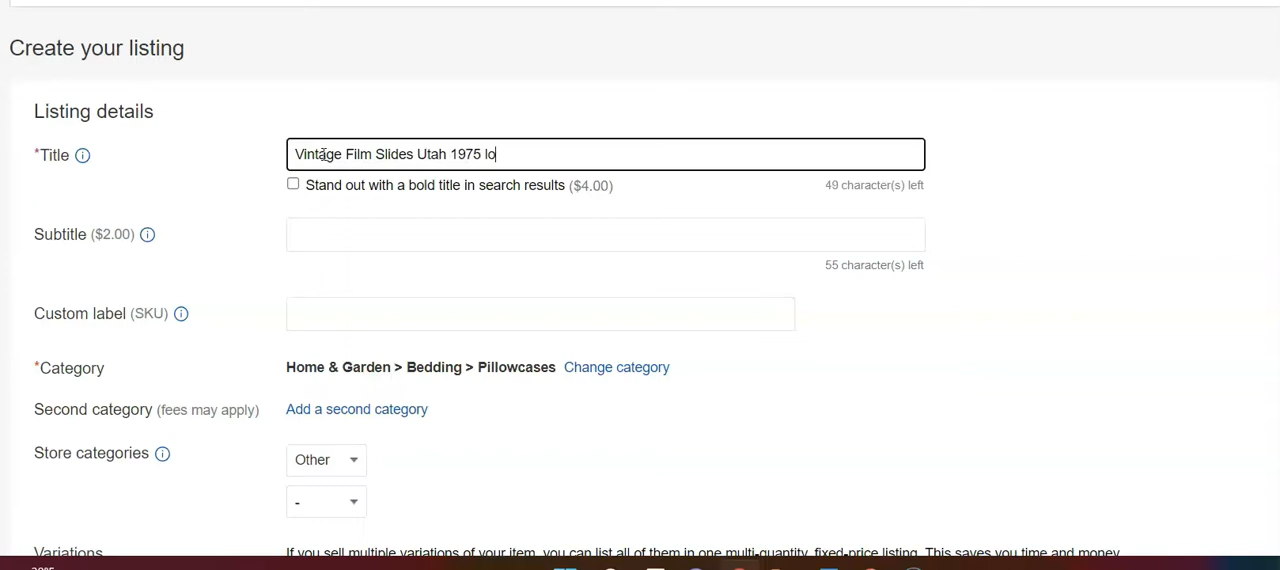 Create your listing
Listing details
*Title
Vintage Film Slides Utah 1975 lo
Stand out with a bold title in search results ($4.00)
49 character(s) left
Subtitle ($2.00)
55 character(s) left
Custom label (SKU)
*Category
Home & Garden > Bedding > Pillowcases Change category
Second category (fees may apply)
Add a second category
Store categories
Other
-
Variations
If you sell multiple variations of your item, you can list all of them in one multi-quantity, fixed-price listing. This saves you time and money